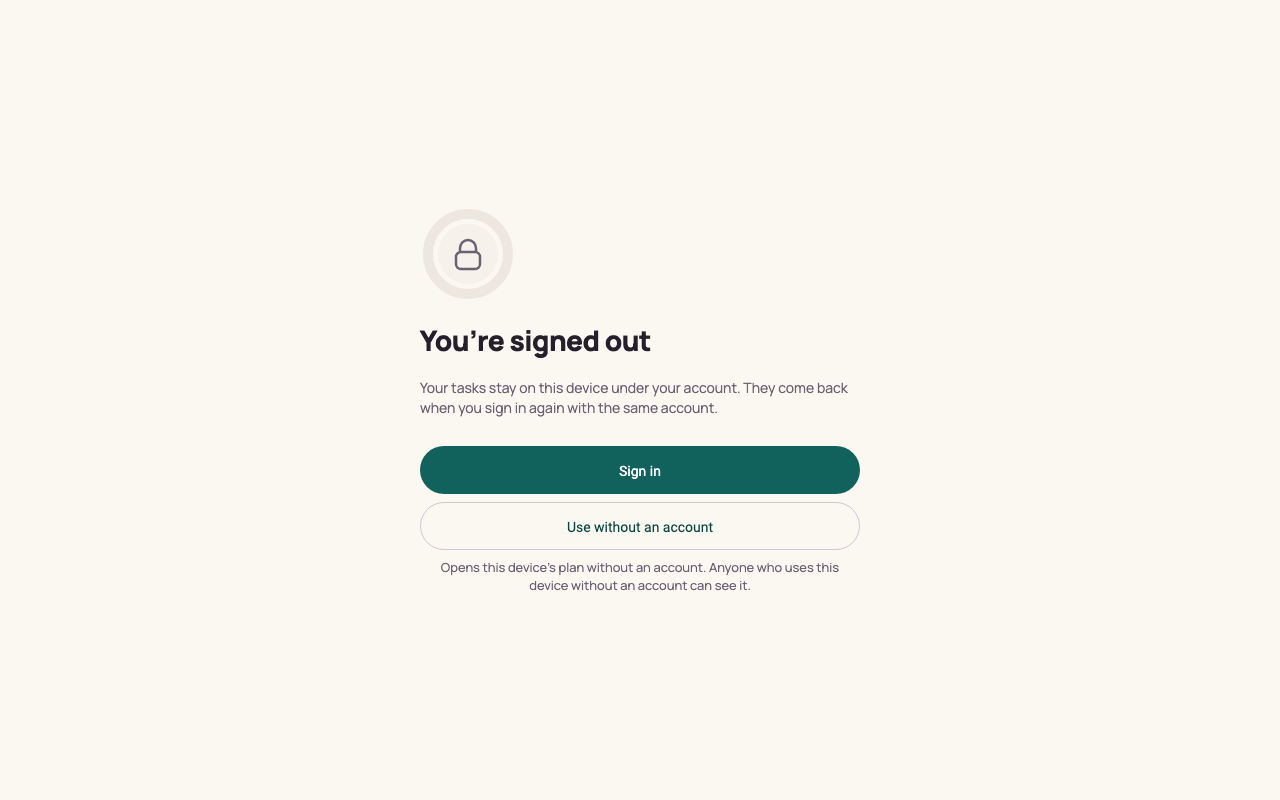 You’re signed out
Your tasks stay on this device under your account. They come back
when you sign in again with the same account.
Sign in
Use without an account
Opens this device’s plan without an account. Anyone who uses this
device without an account can see it.